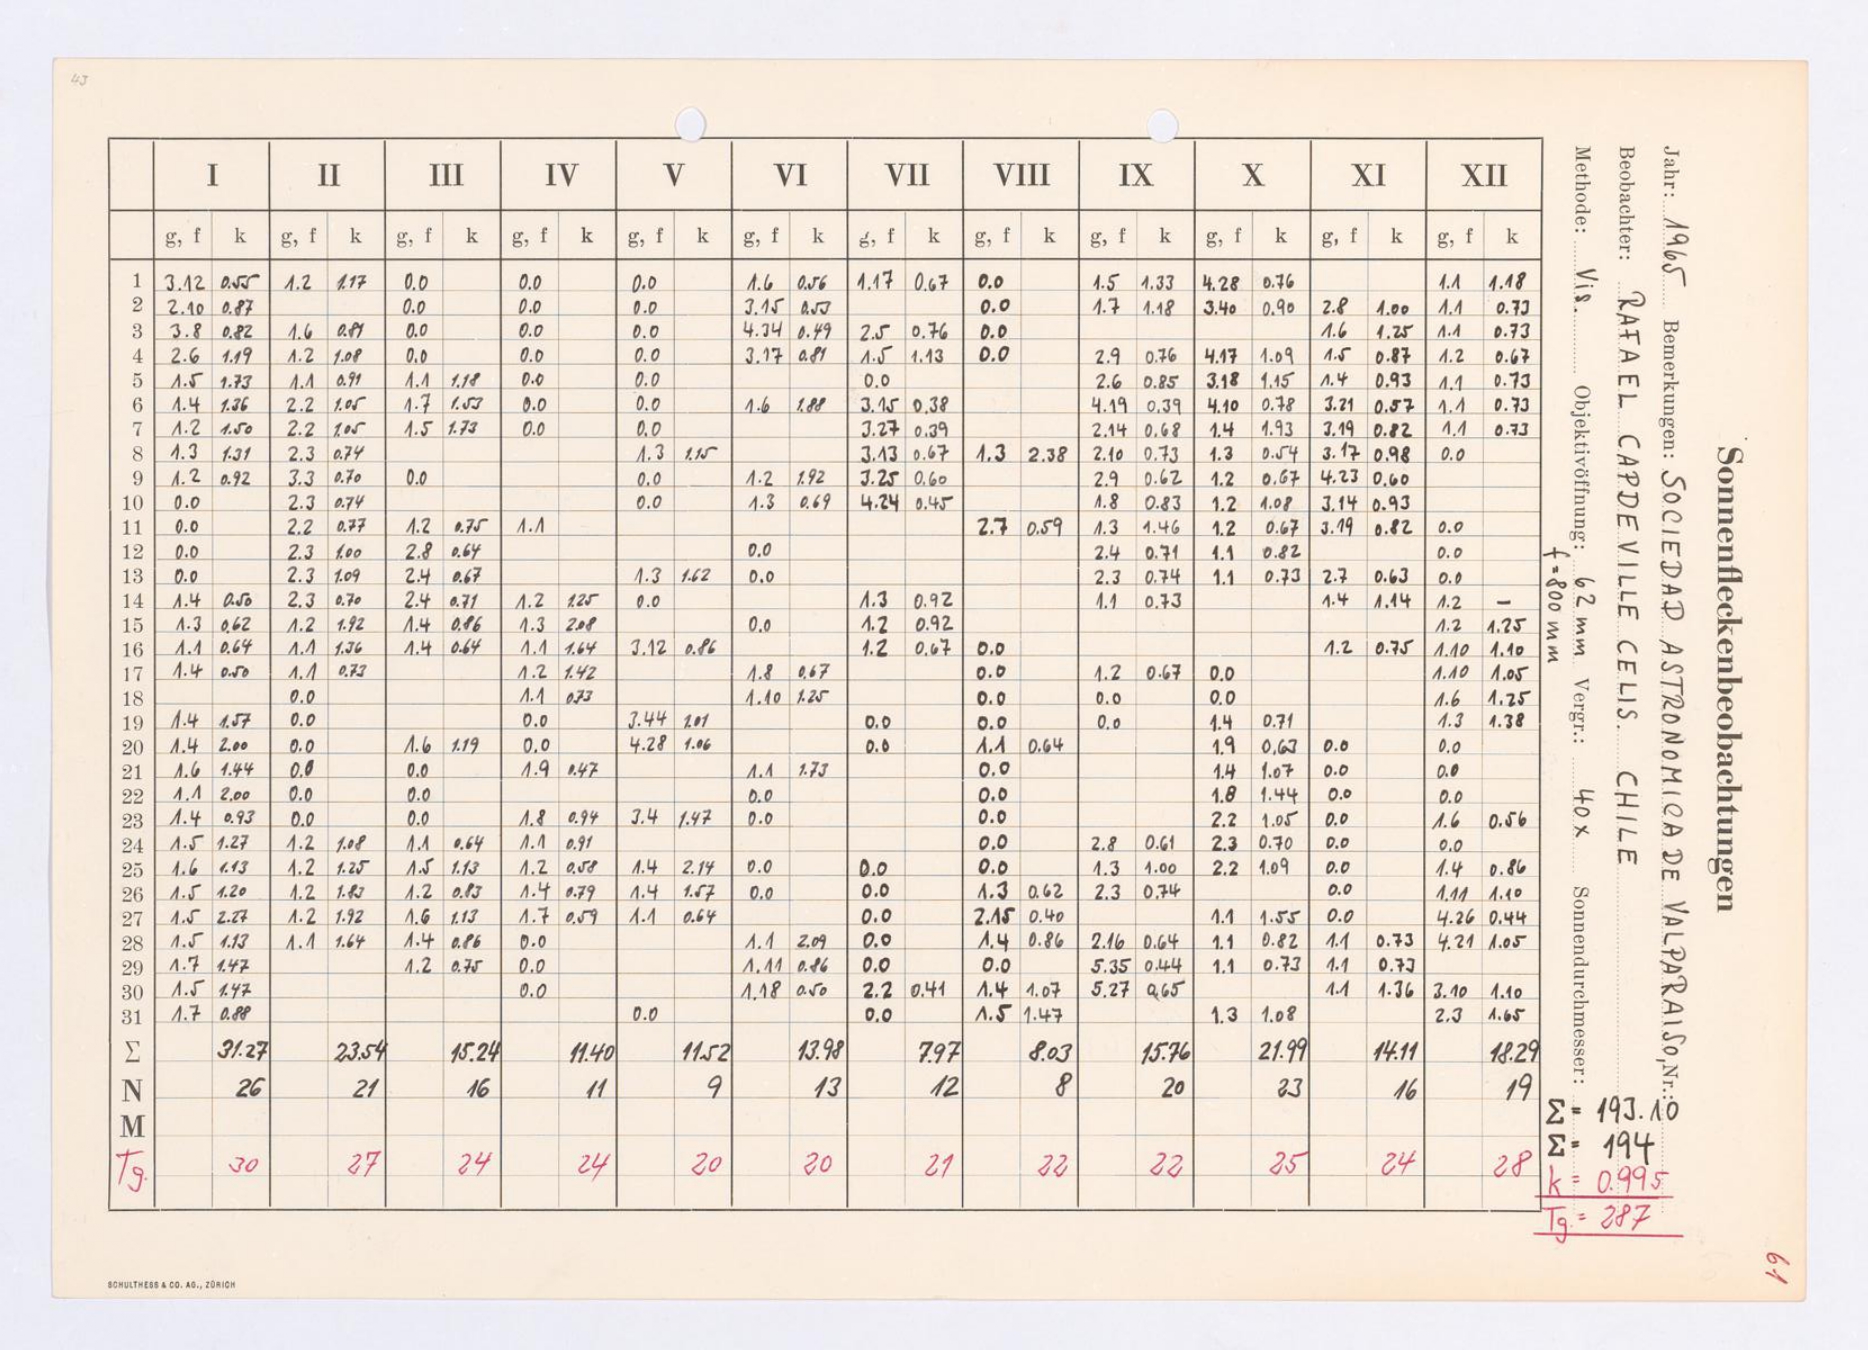 43
Sonnenfleckenbeobachtungen
Jahr: 1965 Bemerkungen: SOCIEDAD ASTRONOMICA DE VALPARAISO, Nr.:
Beobachter: RAFAEL CAPDEVILLE CELIS. CHILE
Methode: Vis. Objektivöffnung: 62 mm Vergr.: 40 x Sonnendurchmesser:
f = 800 mm
I II III IV V VI VII VIII IX X XI XII
g, f k g, f k g, f k g, f k g, f k g, f k g, f k g, f k g, f k g, f k g, f k g, f k
1 3.12 0.55 1.2 1.17 0.0 0.0 0.0 1.6 0.56 1.17 0.67 0.0 1.5 1.33 4.28 0.76 1.1 1.18
2 2.10 0.87 0.0 0.0 0.0 3.15 0.53 0.0 1.7 1.18 3.40 0.90 2.8 1.00 1.1 0.73
3 3.8 0.82 1.6 0.81 0.0 0.0 0.0 4.34 0.49 2.5 0.76 0.0 1.6 1.25 1.1 0.73
4 2.6 1.19 1.2 1.08 0.0 0.0 0.0 3.17 0.81 1.5 1.13 0.0 2.9 0.76 4.17 1.09 1.5 0.87 1.2 0.67
5 1.5 1.73 1.1 0.91 1.1 1.18 0.0 0.0 0.0 2.6 0.85 3.18 1.15 1.4 0.93 1.1 0.73
6 1.4 1.36 2.2 1.05 1.7 1.53 0.0 0.0 1.6 1.88 3.15 0.38 4.19 0.39 4.10 0.78 3.21 0.57 1.1 0.73
7 1.2 1.50 2.2 1.05 1.5 1.73 0.0 0.0 3.27 0.39 2.14 0.68 1.4 1.93 3.19 0.82 1.1 0.73
8 1.3 1.31 2.3 0.74 1.3 1.15 3.13 0.67 1.3 2.38 2.10 0.73 1.3 0.54 3.17 0.98 0.0
9 1.2 0.92 3.3 0.70 0.0 0.0 1.2 1.92 3.25 0.60 2.9 0.62 1.2 0.67 4.23 0.60
10 0.0 2.3 0.74 0.0 1.3 0.69 4.24 0.45 1.8 0.83 1.2 1.08 3.14 0.93
11 0.0 2.2 0.77 1.2 0.75 1.1 2.7 0.59 1.3 1.46 1.2 0.67 3.19 0.82 0.0
12 0.0 2.3 1.00 2.8 0.64 0.0 2.4 0.71 1.1 0.82 0.0
13 0.0 2.3 1.09 2.4 0.67 1.3 1.62 0.0 2.3 0.74 1.1 0.73 2.7 0.63 0.0
14 1.4 0.50 2.3 0.70 2.4 0.71 1.2 1.25 0.0 1.3 0.92 1.1 0.73 1.4 1.14 1.2 —
15 1.3 0.62 1.2 1.92 1.4 0.86 1.3 2.08 0.0 1.2 0.92 1.2 1.25
16 1.1 0.64 1.1 1.36 1.4 0.64 1.1 1.64 3.12 0.86 1.2 0.67 0.0 1.2 0.75 1.10 1.10
17 1.4 0.50 1.1 0.73 1.2 1.42 1.8 0.67 0.0 1.2 0.67 0.0 1.10 1.05
18 0.0 1.1 0.73 1.10 1.25 0.0 0.0 0.0 1.6 1.25
19 1.4 1.57 0.0 0.0 3.44 1.01 0.0 0.0 0.0 1.4 0.71 1.3 1.38
20 1.4 2.00 0.0 1.6 1.19 0.0 4.28 1.06 0.0 1.1 0.64 1.9 0.63 0.0 0.0
21 1.6 1.44 0.0 0.0 1.9 0.47 1.1 1.73 0.0 1.4 1.07 0.0 0.0
22 1.1 2.00 0.0 0.0 0.0 0.0 1.8 1.44 0.0 0.0
23 1.4 0.93 0.0 0.0 1.8 0.94 3.4 1.47 0.0 0.0 2.2 1.05 0.0 1.6 0.56
24 1.5 1.27 1.2 1.08 1.1 0.64 1.1 0.91 0.0 2.8 0.61 2.3 0.70 0.0 0.0
25 1.6 1.13 1.2 1.25 1.5 1.13 1.2 0.58 1.4 2.14 0.0 0.0 0.0 1.3 1.00 2.2 1.09 0.0 1.4 0.86
26 1.5 1.20 1.2 1.83 1.2 0.83 1.4 0.79 1.4 1.57 0.0 0.0 1.3 0.62 2.3 0.74 0.0 1.11 1.10
27 1.5 2.27 1.2 1.92 1.6 1.13 1.7 0.59 1.1 0.64 0.0 2.15 0.40 1.1 1.55 0.0 4.26 0.44
28 1.5 1.13 1.1 1.64 1.4 0.86 0.0 1.1 2.09 0.0 1.4 0.86 2.16 0.64 1.1 0.82 1.1 0.73 4.21 1.05
29 1.7 1.47 1.2 0.75 0.0 1.11 0.86 0.0 0.0 5.35 0.44 1.1 0.73 1.1 0.73
30 1.5 1.47 0.0 1.18 0.50 2.2 0.41 1.4 1.07 5.27 0.65 1.1 1.36 3.10 1.10
31 1.7 0.88 0.0 0.0 1.5 1.47 1.3 1.08 2.3 1.65
Σ 31.27 23.54 15.24 11.40 11.52 13.98 7.97 8.03 15.76 21.99 14.11 18.29
N 26 21 16 11 9 13 12 8 20 23 16 19
M
Tg. 30 27 24 24 20 20 21 22 22 25 24 28
Σ = 193.10
Σ = 194
k = 0.995
Tg. = 287
61
SCHULTHESS & CO. AG., ZÜRICH